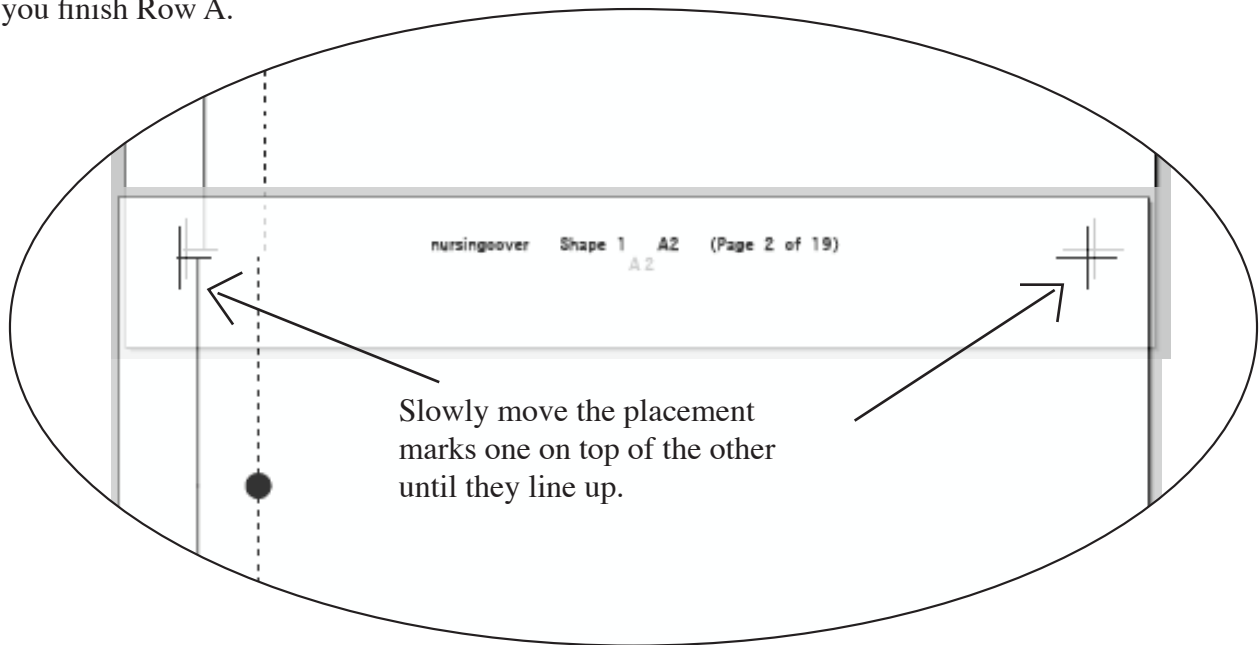 you finish Row A.
nursingoover Shape 1 A2 (Page 2 of 19)
A2
Slowly move the placement
marks one on top of the other
until they line up.